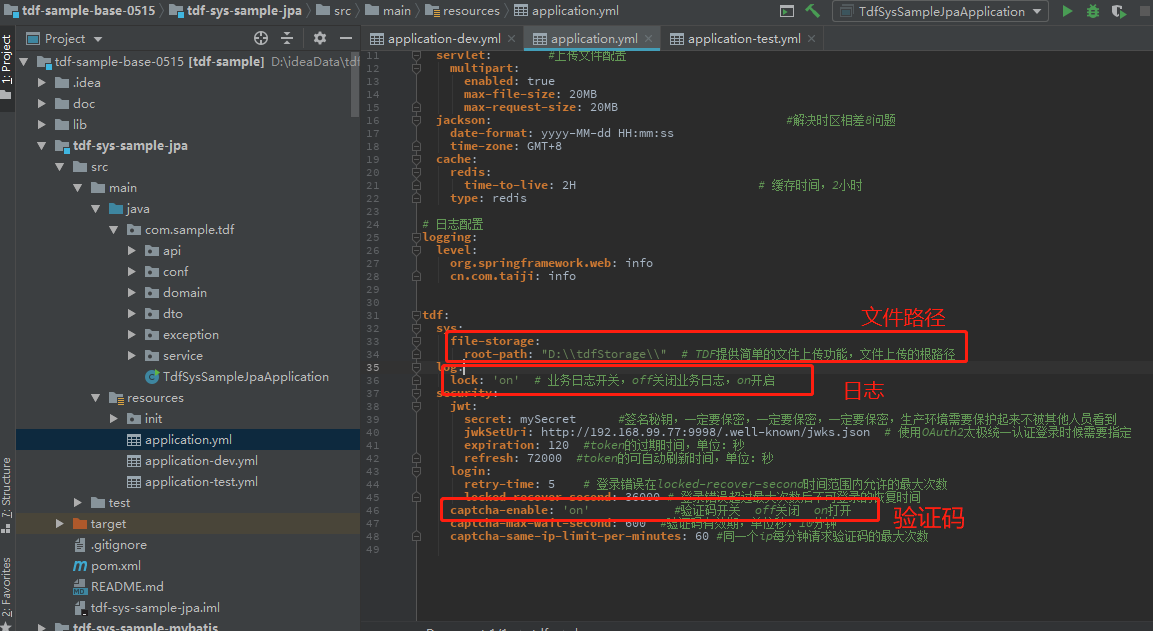 tdf-sample-base-0515 tdf-sys-sample-jpa src main resources application.yml TdfSysSampleJpaApplication
Project application-dev.yml application.yml application-test.yml
1: Project
7: Structure
2: Favorites
tdf-sample-base-0515 [tdf-sample] D:\ideaData\tdf
.idea
doc
lib
tdf-sys-sample-jpa
src
main
java
com.sample.tdf
api
conf
domain
dto
exception
service
TdfSysSampleJpaApplication
resources
init
application.yml
application-dev.yml
application-test.yml
test
target
.gitignore
pom.xml
README.md
tdf-sys-sample-jpa.iml
tdf-sys-sample-mybatis
11 servlet: #上传文件配置
12 multipart:
13 enabled: true
14 max-file-size: 20MB
15 max-request-size: 20MB
16 jackson: #解决时区相差8问题
17 date-format: yyyy-MM-dd HH:mm:ss
18 time-zone: GMT+8
19 cache:
20 redis:
21 time-to-live: 2H # 缓存时间，2小时
22 type: redis
23
24 # 日志配置
25 logging:
26 level:
27 org.springframework.web: info
28 cn.com.taiji: info
29
30
31 tdf:
32 sys:
文件路径
33 file-storage:
34 root-path: "D:\\tdfStorage\\" # TDF提供简单的文件上传功能，文件上传的根路径
35 log:
36 lock: 'on' # 业务日志开关，off关闭业务日志，on开启
日志
37 security:
38 jwt:
39 secret: mySecret #签名秘钥，一定要保密，一定要保密，一定要保密，生产环境需要保护起来不被其他人员看到
40 jwkSetUri: http://192.168.99.77:9998/.well-known/jwks.json # 使用OAuth2太极统一认证登录时候需要指定
41 expiration: 120 #token的过期时间，单位：秒
42 refresh: 72000 #token的可自动刷新时间，单位：秒
43 login:
44 retry-time: 5 # 登录错误在locked-recover-second时间范围内允许的最大次数
45 locked-recover-second: 36000 # 登录错误超过最大次数后不可登录的恢复时间
46 captcha-enable: 'on' #验证码开关 off关闭 on打开
验证码
47 captcha-max-wait-second: 600 #验证码有效期，单位秒，10分钟
48 captcha-same-ip-limit-per-minutes: 60 #同一个ip每分钟请求验证码的最大次数
49